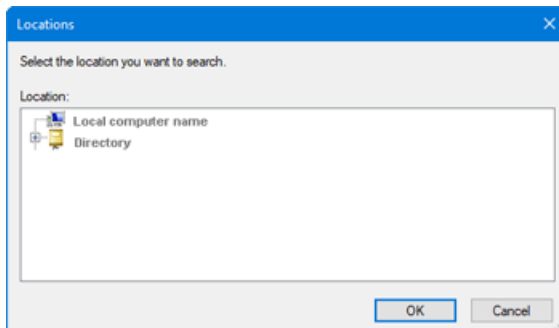 Locations
Select the location you want to search.
Location:
Local computer name
Directory
OK Cancel